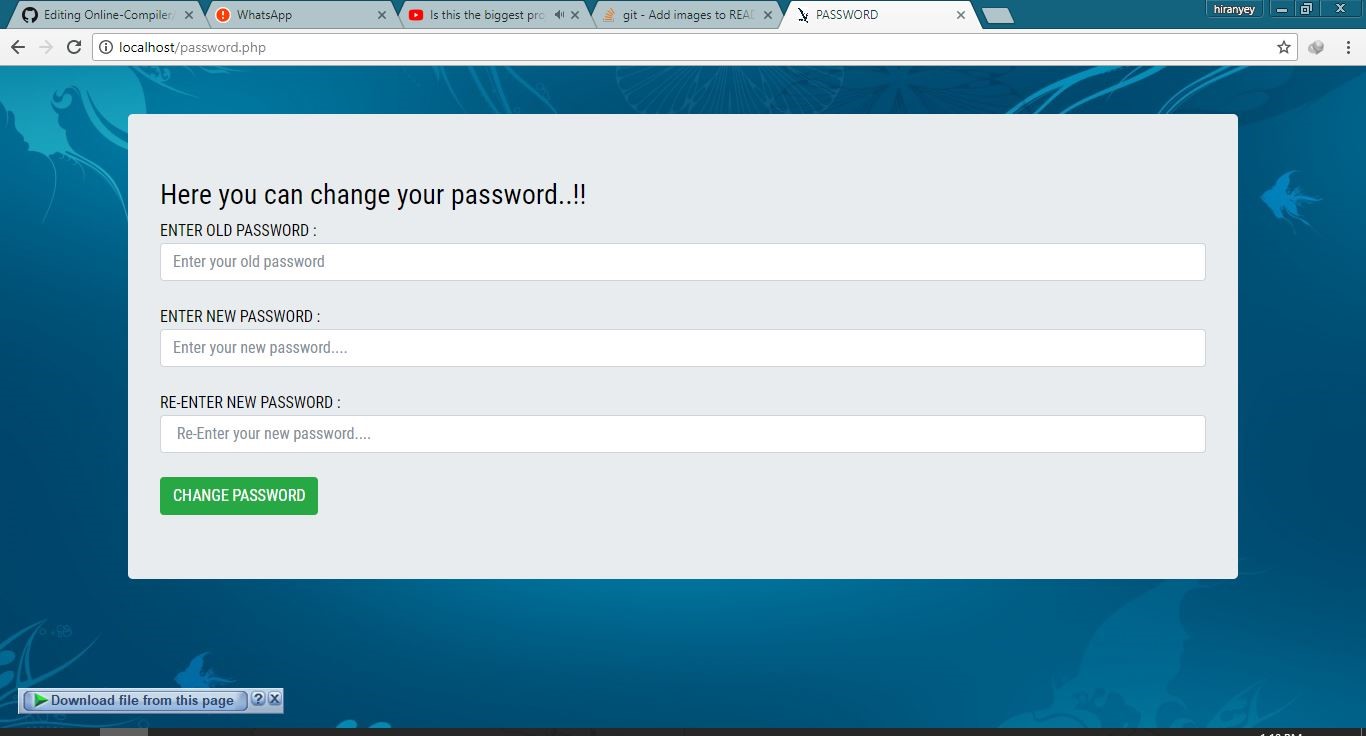 Editing Online-Compiler
WhatsApp
Is this the biggest pro
git - Add images to READ
PASSWORD
hiranyey
localhost/password.php
Here you can change your password..!!
ENTER OLD PASSWORD :
Enter your old password
ENTER NEW PASSWORD :
Enter your new password....
RE-ENTER NEW PASSWORD :
Re-Enter your new password....
CHANGE PASSWORD
Download file from this page